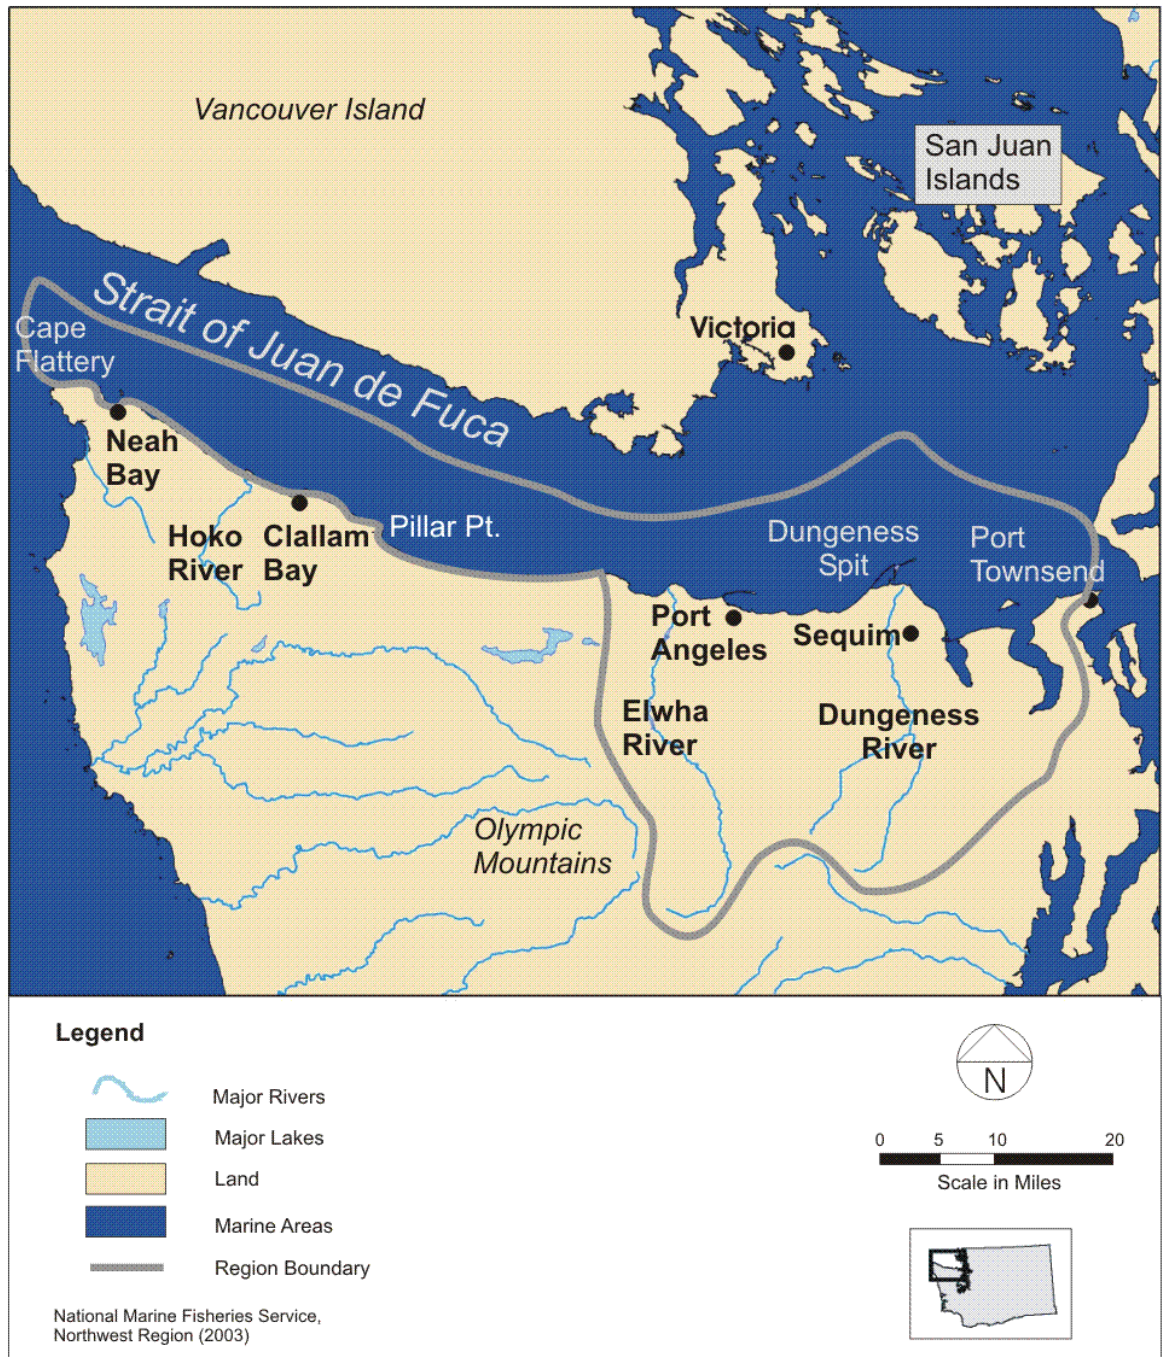 Vancouver Island
San Juan
Islands
Strait of Juan de Fuca
Cape
Flattery
Victoria
Neah
Bay
Hoko
River
Clallam
Bay
Pillar Pt.
Dungeness
Spit
Port
Townsend
Port
Angeles
Sequim
Elwha
River
Dungeness
River
Olympic
Mountains
Legend
Major Rivers
Major Lakes
Land
Marine Areas
Region Boundary
National Marine Fisheries Service,
Northwest Region (2003)
N
0 5 10 20
Scale in Miles